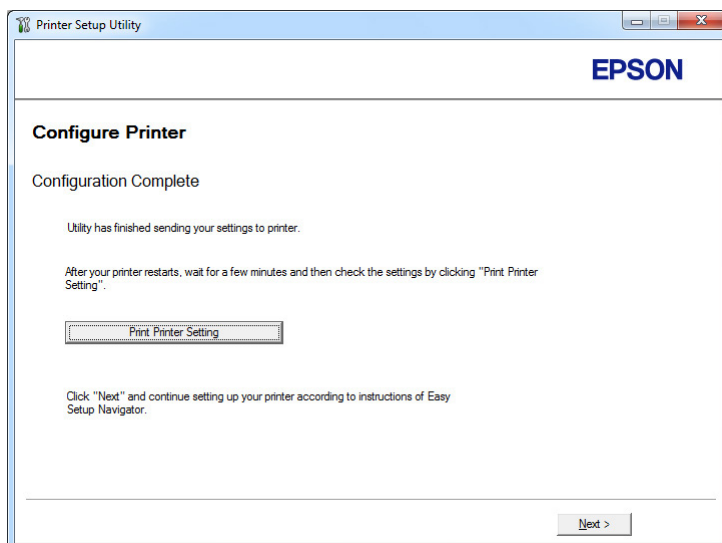 Printer Setup Utility
EPSON
Configure Printer
Configuration Complete
Utility has finished sending your settings to printer.
After your printer restarts, wait for a few minutes and then check the settings by clicking "Print Printer
Setting".
Print Printer Setting
Click "Next" and continue setting up your printer according to instructions of Easy
Setup Navigator.
Next >